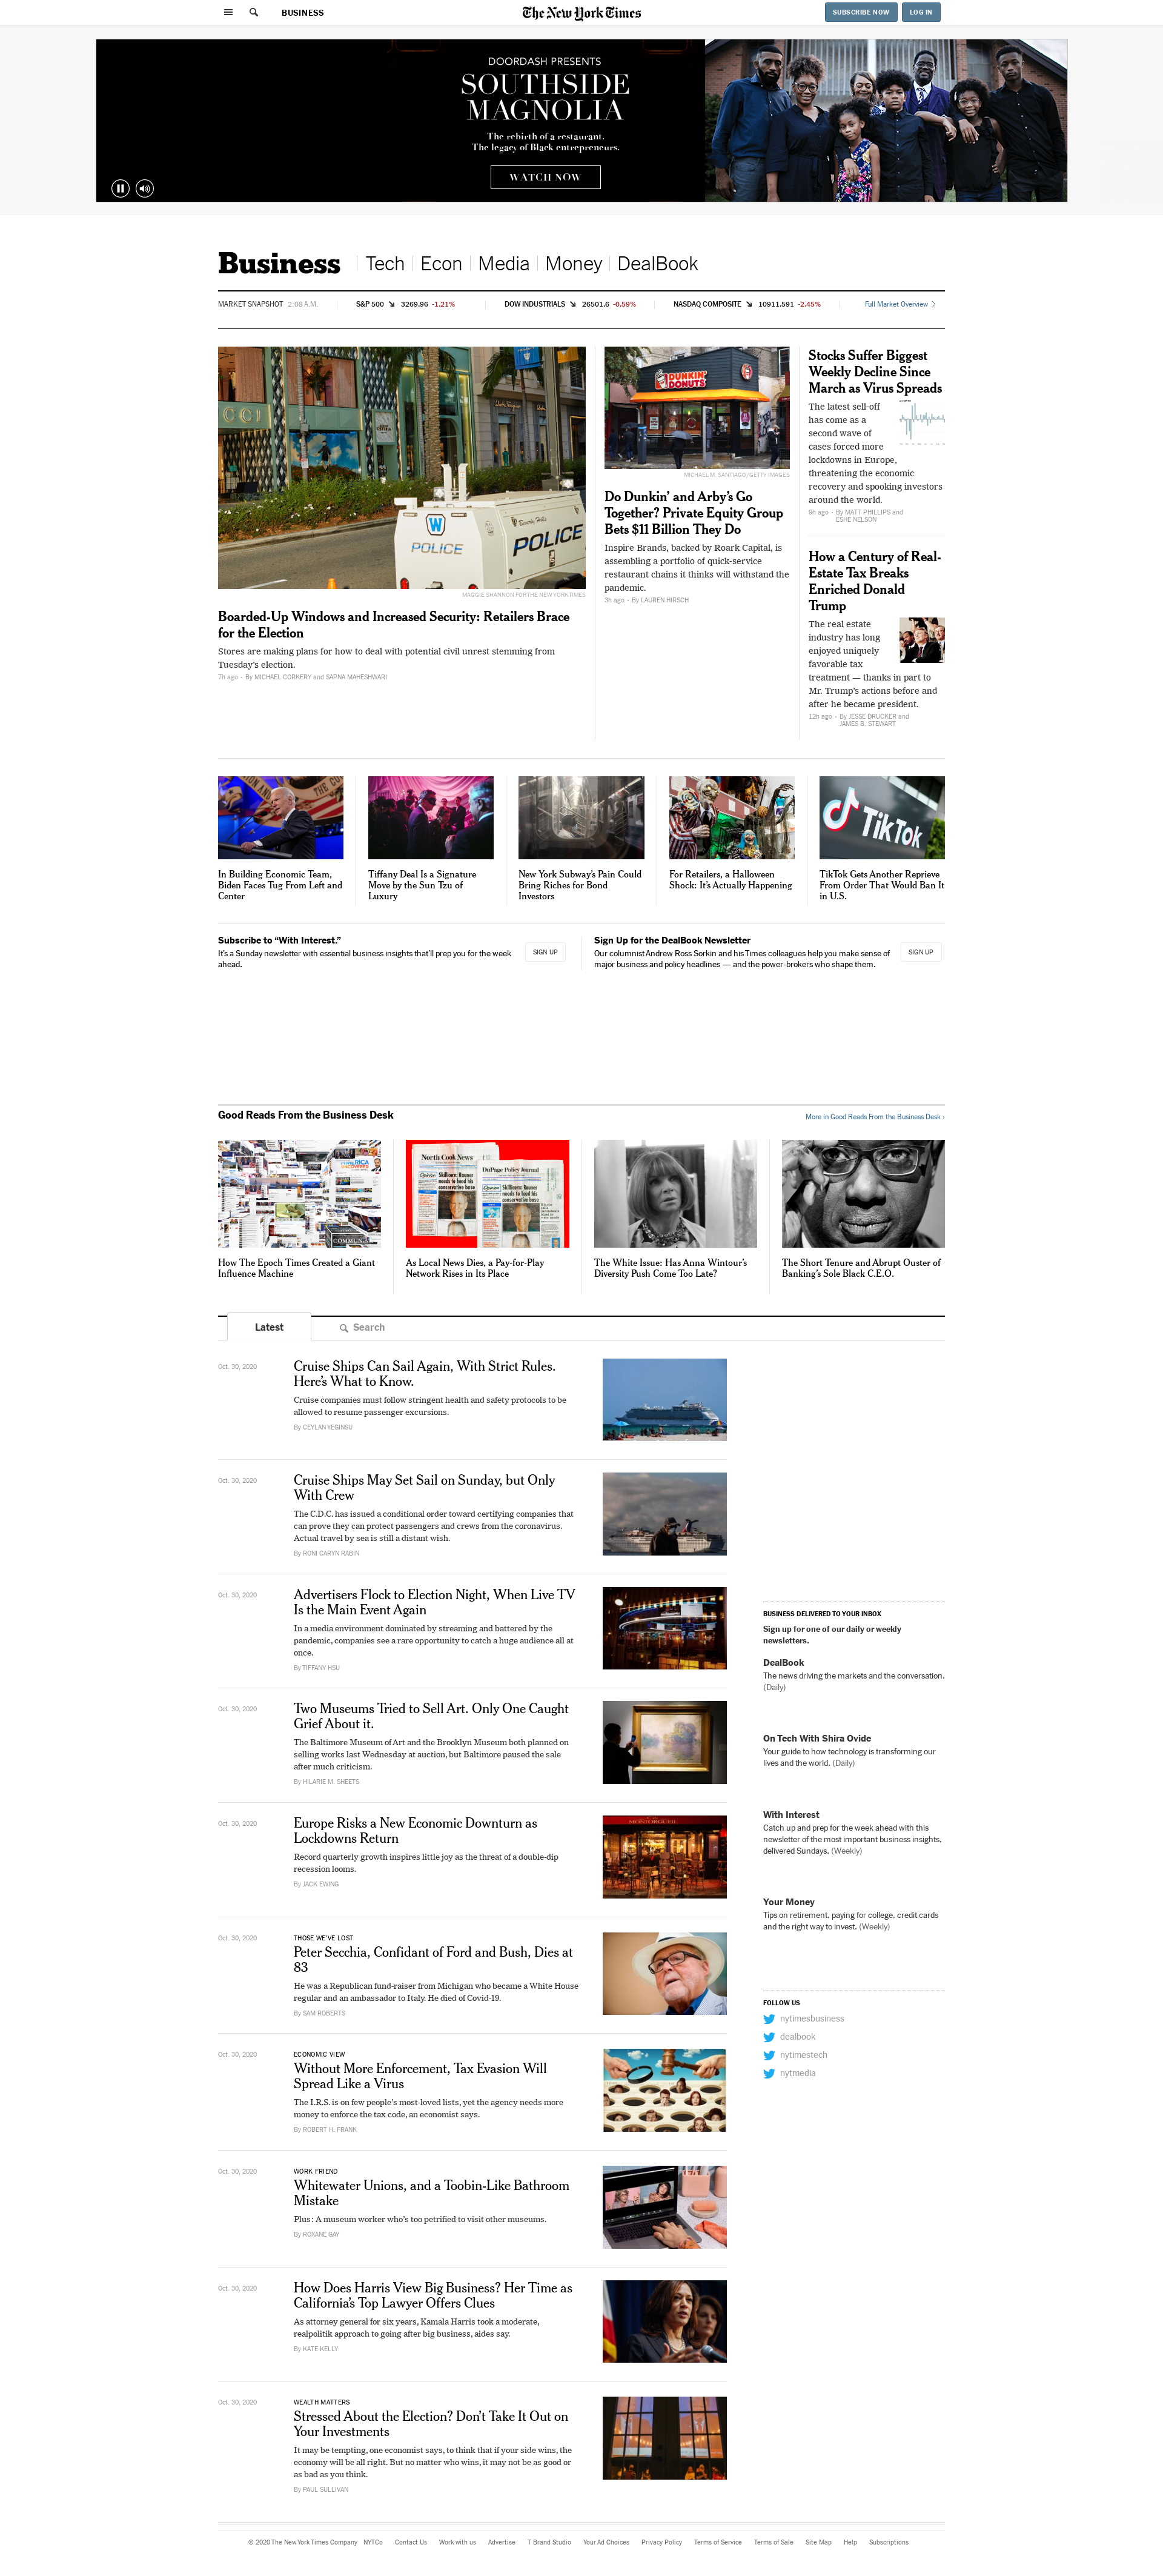 BUSINESS
The New York Times
SUBSCRIBE NOW
LOG IN
DOORDASH PRESENTS
SOUTHSIDE
MAGNOLIA
The rebirth of a restaurant.
The legacy of Black entrepreneurs.
WATCH NOW
Business
Tech
Econ
Media
Money
DealBook
MARKET SNAPSHOT 2:08 A.M.
S&P 500 3269.96 -1.21%
DOW INDUSTRIALS 26501.6 -0.59%
NASDAQ COMPOSITE 10911.591 -2.45%
Full Market Overview
POLICE
POLICE
MAGGIE SHANNON FOR THE NEW YORK TIMES
Boarded-Up Windows and Increased Security: Retailers Brace
for the Election
Stores are making plans for how to deal with potential civil unrest stemming from
Tuesday's election.
7h ago - By MICHAEL CORKERY and SAPNA MAHESHWARI
DUNKIN'
DONUTS
MICHAEL M. SANTIAGO/GETTY IMAGES
Do Dunkin' and Arby's Go
Together? Private Equity Group
Bets $11 Billion They Do
Inspire Brands, backed by Roark Capital, is
assembling a portfolio of quick-service
restaurant chains it thinks will withstand the
pandemic.
3h ago - By LAUREN HIRSCH
Stocks Suffer Biggest
Weekly Decline Since
March as Virus Spreads
The latest sell-off
has come as a
second wave of
cases forced more
lockdowns in Europe,
threatening the economic
recovery and spooking investors
around the world.
9h ago - By MATT PHILLIPS and
ESHE NELSON
How a Century of Real-
Estate Tax Breaks
Enriched Donald
Trump
The real estate
industry has long
enjoyed uniquely
favorable tax
treatment — thanks in part to
Mr. Trump's actions before and
after he became president.
12h ago - By JESSE DRUCKER and
JAMES B. STEWART
In Building Economic Team,
Biden Faces Tug From Left and
Center
Tiffany Deal Is a Signature
Move by the Sun Tzu of
Luxury
New York Subway's Pain Could
Bring Riches for Bond
Investors
For Retailers, a Halloween
Shock: It's Actually Happening
TikTok
TikTok Gets Another Reprieve
From Order That Would Ban It
in U.S.
Subscribe to “With Interest.”
It's a Sunday newsletter with essential business insights that'll prep you for the week
ahead.
SIGN UP
Sign Up for the DealBook Newsletter
Our columnist Andrew Ross Sorkin and his Times colleagues help you make sense of
major business and policy headlines — and the power-brokers who shape them.
SIGN UP
Good Reads From the Business Desk
More in Good Reads From the Business Desk ›
How The Epoch Times Created a Giant
Influence Machine
North Cook News
DuPage Policy Journal
As Local News Dies, a Pay-for-Play
Network Rises in Its Place
The White Issue: Has Anna Wintour's
Diversity Push Come Too Late?
The Short Tenure and Abrupt Ouster of
Banking's Sole Black C.E.O.
Latest
Search
Oct. 30, 2020
Cruise Ships Can Sail Again, With Strict Rules.
Here's What to Know.
Cruise companies must follow stringent health and safety protocols to be
allowed to resume passenger excursions.
By CEYLAN YEGINSU
Oct. 30, 2020
Cruise Ships May Set Sail on Sunday, but Only
With Crew
The C.D.C. has issued a conditional order toward certifying companies that
can prove they can protect passengers and crews from the coronavirus.
Actual travel by sea is still a distant wish.
By RONI CARYN RABIN
Oct. 30, 2020
Advertisers Flock to Election Night, When Live TV
Is the Main Event Again
In a media environment dominated by streaming and battered by the
pandemic, companies see a rare opportunity to catch a huge audience all at
once.
By TIFFANY HSU
Oct. 30, 2020
Two Museums Tried to Sell Art. Only One Caught
Grief About it.
The Baltimore Museum of Art and the Brooklyn Museum both planned on
selling works last Wednesday at auction, but Baltimore paused the sale
after much criticism.
By HILARIE M. SHEETS
Oct. 30, 2020
Europe Risks a New Economic Downturn as
Lockdowns Return
Record quarterly growth inspires little joy as the threat of a double-dip
recession looms.
By JACK EWING
Oct. 30, 2020
THOSE WE'VE LOST
Peter Secchia, Confidant of Ford and Bush, Dies at
83
He was a Republican fund-raiser from Michigan who became a White House
regular and an ambassador to Italy. He died of Covid-19.
By SAM ROBERTS
Oct. 30, 2020
ECONOMIC VIEW
Without More Enforcement, Tax Evasion Will
Spread Like a Virus
The I.R.S. is on few people's most-loved lists, yet the agency needs more
money to enforce the tax code, an economist says.
By ROBERT H. FRANK
Oct. 30, 2020
WORK FRIEND
Whitewater Unions, and a Toobin-Like Bathroom
Mistake
Plus: A museum worker who's too petrified to visit other museums.
By ROXANE GAY
Oct. 30, 2020
How Does Harris View Big Business? Her Time as
California's Top Lawyer Offers Clues
As attorney general for six years, Kamala Harris took a moderate,
realpolitik approach to going after big business, aides say.
By KATE KELLY
Oct. 30, 2020
WEALTH MATTERS
Stressed About the Election? Don't Take It Out on
Your Investments
It may be tempting, one economist says, to think that if your side wins, the
economy will be all right. But no matter who wins, it may not be as good or
as bad as you think.
By PAUL SULLIVAN
BUSINESS DELIVERED TO YOUR INBOX
Sign up for one of our daily or weekly
newsletters.
DealBook
The news driving the markets and the conversation.
(Daily)
On Tech With Shira Ovide
Your guide to how technology is transforming our
lives and the world. (Daily)
With Interest
Catch up and prep for the week ahead with this
newsletter of the most important business insights,
delivered Sundays. (Weekly)
Your Money
Tips on retirement, paying for college, credit cards
and the right way to invest. (Weekly)
FOLLOW US
nytimesbusiness
dealbook
nytimestech
nytmedia
© 2020 The New York Times Company NYTCo Contact Us Work with us Advertise T Brand Studio Your Ad Choices Privacy Policy Terms of Service Terms of Sale Site Map Help Subscriptions